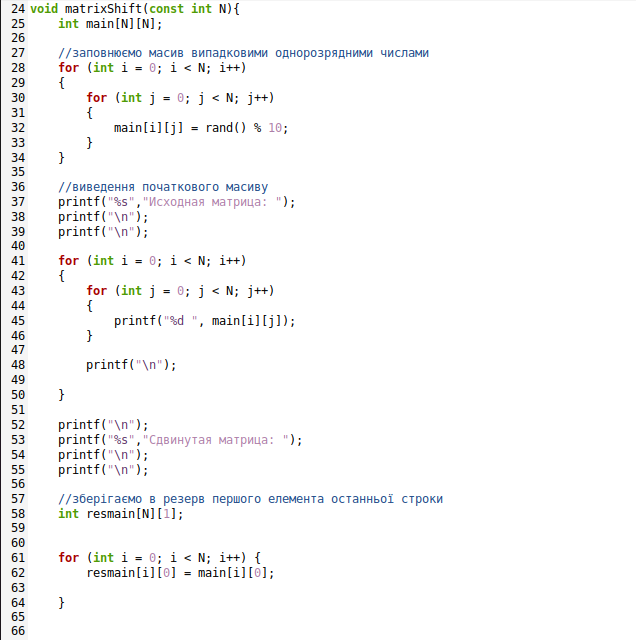 24 void matrixShift(const int N){
25     int main[N][N];
26
27     //заповнюємо масив випадковими однорозрядними числами
28     for (int i = 0; i < N; i++)
29     {
30         for (int j = 0; j < N; j++)
31         {
32             main[i][j] = rand() % 10;
33         }
34     }
35
36     //виведення початкового масиву
37     printf("%s","Исходная матрица: ");
38     printf("\n");
39     printf("\n");
40
41     for (int i = 0; i < N; i++)
42     {
43         for (int j = 0; j < N; j++)
44         {
45             printf("%d ", main[i][j]);
46         }
47
48         printf("\n");
49
50     }
51
52     printf("\n");
53     printf("%s","Сдвинутая матрица: ");
54     printf("\n");
55     printf("\n");
56
57     //зберігаємо в резерв першого елемента останньої строки
58     int resmain[N][1];
59
60
61     for (int i = 0; i < N; i++) {
62         resmain[i][0] = main[i][0];
63
64     }
65
66